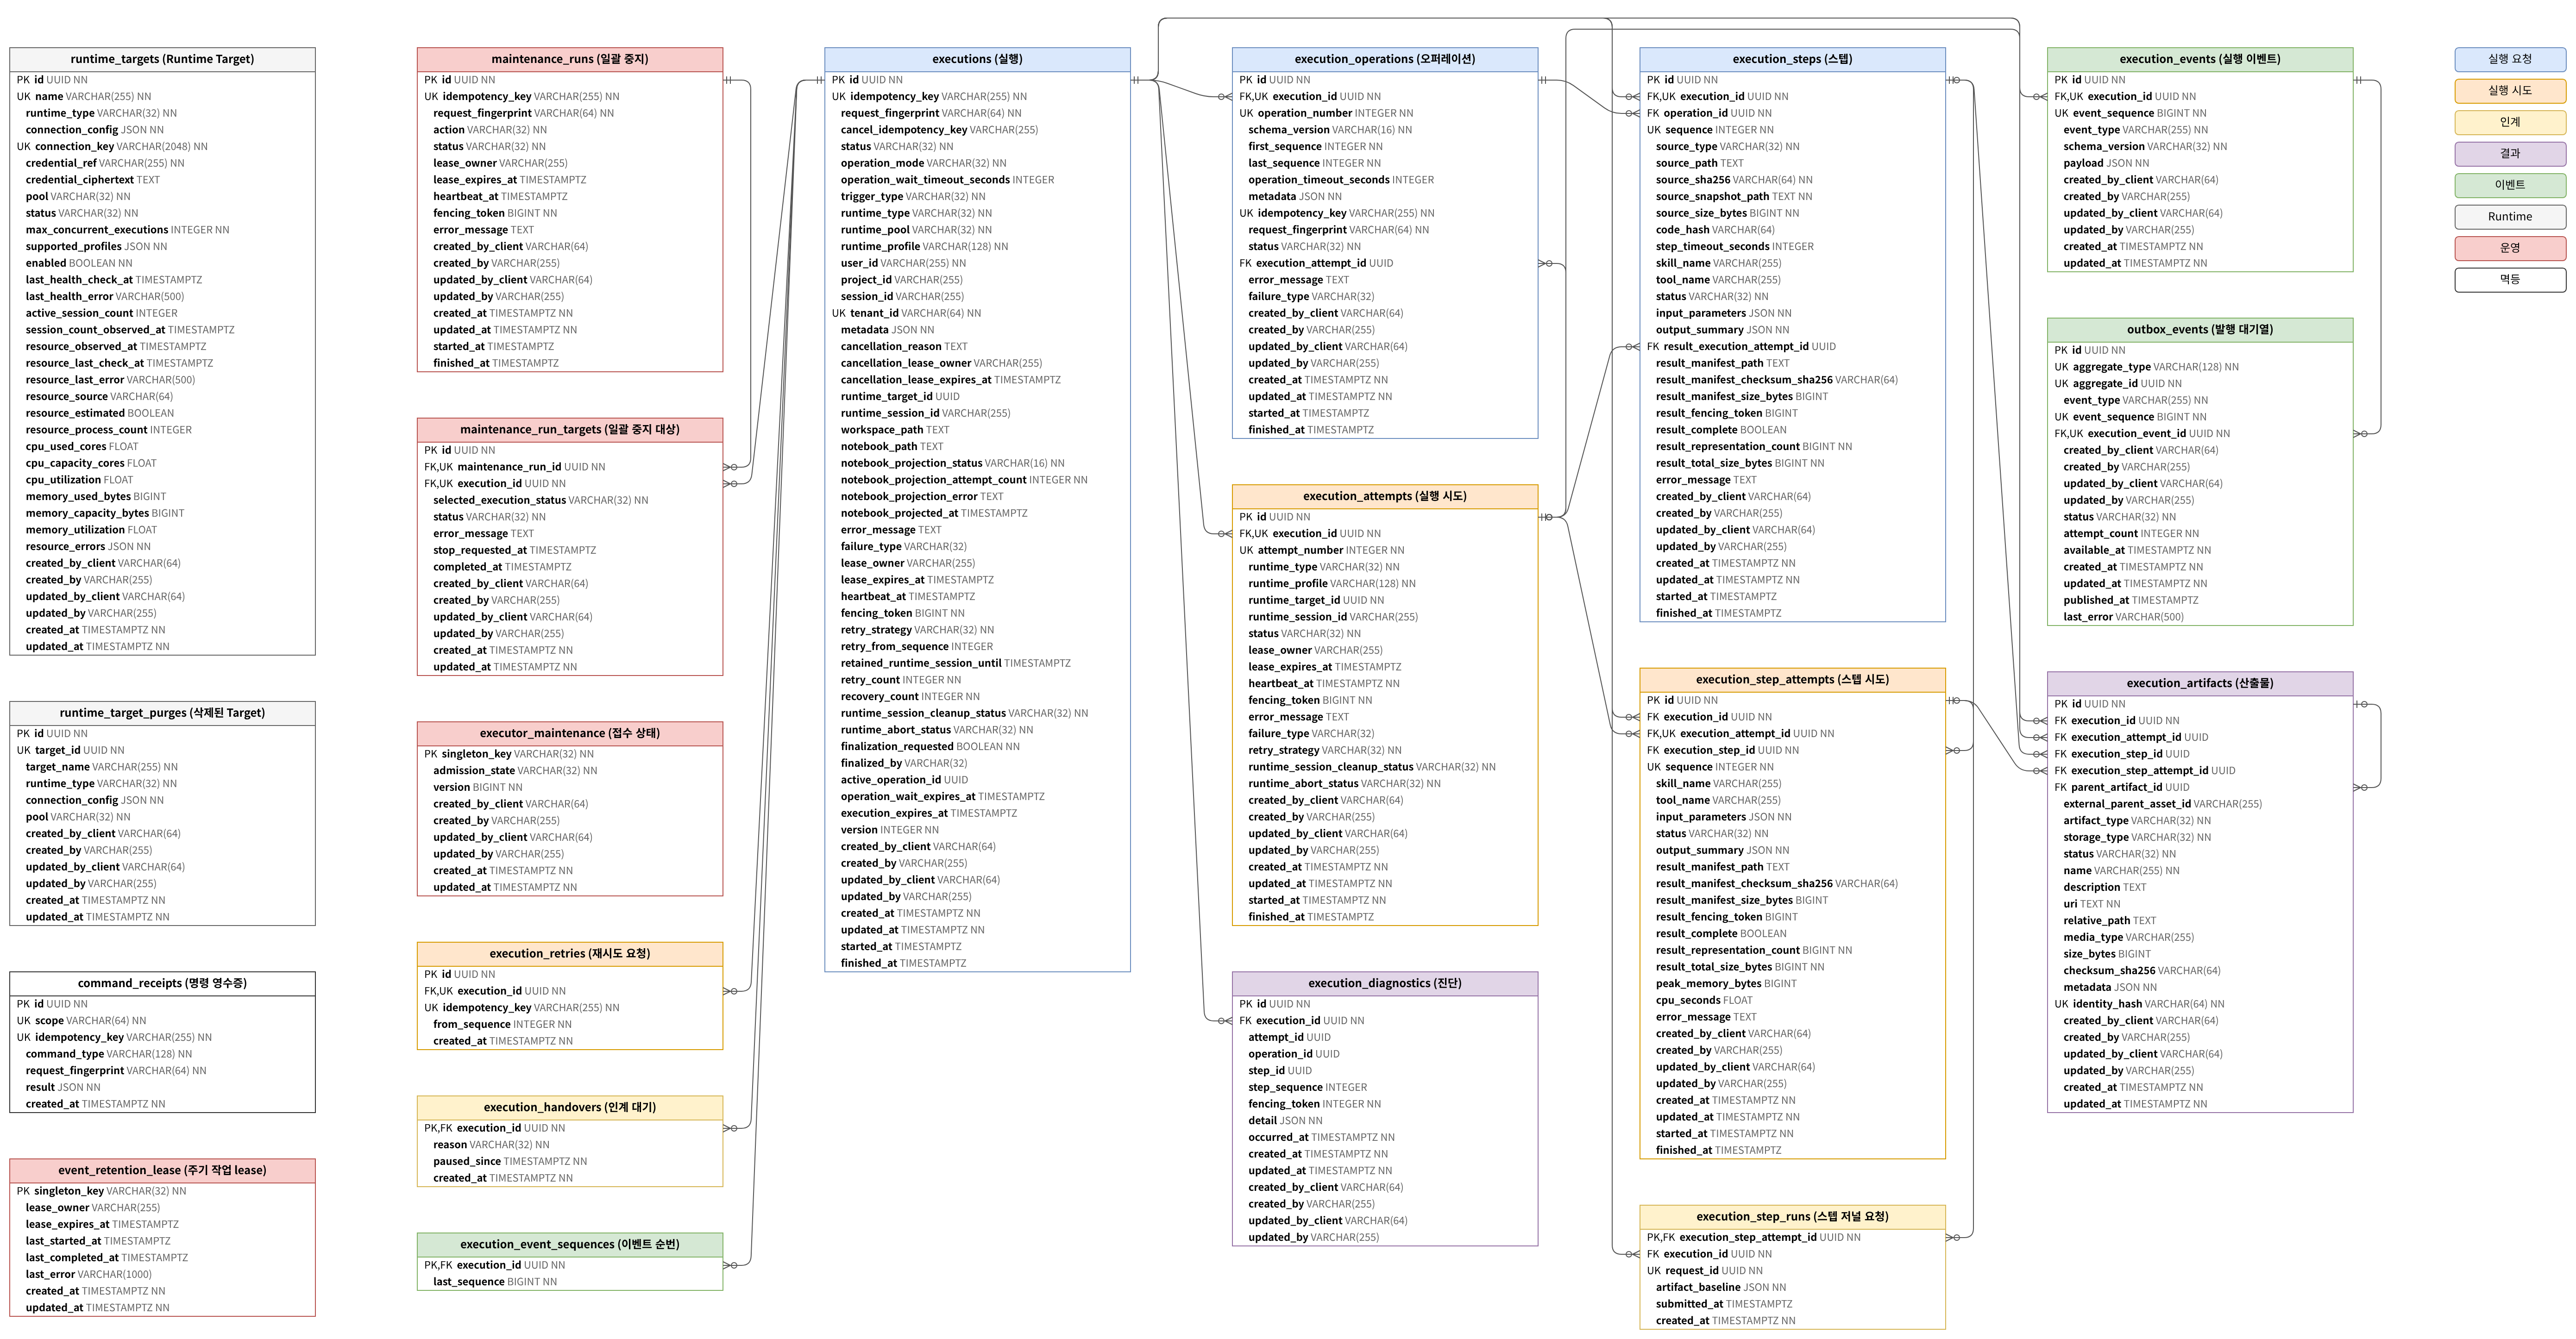 runtime_targets (Runtime Target)
PK id UUID NN
UK name VARCHAR(255) NN
runtime_type VARCHAR(32) NN
connection_config JSON NN
UK connection_key VARCHAR(2048) NN
credential_ref VARCHAR(255) NN
credential_ciphertext TEXT
pool VARCHAR(32) NN
status VARCHAR(32) NN
max_concurrent_executions INTEGER NN
supported_profiles JSON NN
enabled BOOLEAN NN
last_health_check_at TIMESTAMPTZ
last_health_error VARCHAR(500)
active_session_count INTEGER
session_count_observed_at TIMESTAMPTZ
resource_observed_at TIMESTAMPTZ
resource_last_check_at TIMESTAMPTZ
resource_last_error VARCHAR(500)
resource_source VARCHAR(64)
resource_estimated BOOLEAN
resource_process_count INTEGER
cpu_used_cores FLOAT
cpu_capacity_cores FLOAT
cpu_utilization FLOAT
memory_used_bytes BIGINT
memory_capacity_bytes BIGINT
memory_utilization FLOAT
resource_errors JSON NN
created_by_client VARCHAR(64)
created_by VARCHAR(255)
updated_by_client VARCHAR(64)
updated_by VARCHAR(255)
created_at TIMESTAMPTZ NN
updated_at TIMESTAMPTZ NN
runtime_target_purges (삭제된 Target)
PK id UUID NN
UK target_id UUID NN
target_name VARCHAR(255) NN
runtime_type VARCHAR(32) NN
connection_config JSON NN
pool VARCHAR(32) NN
created_by_client VARCHAR(64)
created_by VARCHAR(255)
updated_by_client VARCHAR(64)
updated_by VARCHAR(255)
created_at TIMESTAMPTZ NN
updated_at TIMESTAMPTZ NN
command_receipts (명령 영수증)
PK id UUID NN
UK scope VARCHAR(64) NN
UK idempotency_key VARCHAR(255) NN
command_type VARCHAR(128) NN
request_fingerprint VARCHAR(64) NN
result JSON NN
created_at TIMESTAMPTZ NN
event_retention_lease (주기 작업 lease)
PK singleton_key VARCHAR(32) NN
lease_owner VARCHAR(255)
lease_expires_at TIMESTAMPTZ
last_started_at TIMESTAMPTZ
last_completed_at TIMESTAMPTZ
last_error VARCHAR(1000)
created_at TIMESTAMPTZ NN
updated_at TIMESTAMPTZ NN
maintenance_runs (일괄 중지)
PK id UUID NN
UK idempotency_key VARCHAR(255) NN
request_fingerprint VARCHAR(64) NN
action VARCHAR(32) NN
status VARCHAR(32) NN
lease_owner VARCHAR(255)
lease_expires_at TIMESTAMPTZ
heartbeat_at TIMESTAMPTZ
fencing_token BIGINT NN
error_message TEXT
created_by_client VARCHAR(64)
created_by VARCHAR(255)
updated_by_client VARCHAR(64)
updated_by VARCHAR(255)
created_at TIMESTAMPTZ NN
updated_at TIMESTAMPTZ NN
started_at TIMESTAMPTZ
finished_at TIMESTAMPTZ
maintenance_run_targets (일괄 중지 대상)
PK id UUID NN
FK,UK maintenance_run_id UUID NN
FK,UK execution_id UUID NN
selected_execution_status VARCHAR(32) NN
status VARCHAR(32) NN
error_message TEXT
stop_requested_at TIMESTAMPTZ
completed_at TIMESTAMPTZ
created_by_client VARCHAR(64)
created_by VARCHAR(255)
updated_by_client VARCHAR(64)
updated_by VARCHAR(255)
created_at TIMESTAMPTZ NN
updated_at TIMESTAMPTZ NN
executor_maintenance (접수 상태)
PK singleton_key VARCHAR(32) NN
admission_state VARCHAR(32) NN
version BIGINT NN
created_by_client VARCHAR(64)
created_by VARCHAR(255)
updated_by_client VARCHAR(64)
updated_by VARCHAR(255)
created_at TIMESTAMPTZ NN
updated_at TIMESTAMPTZ NN
execution_retries (재시도 요청)
PK id UUID NN
FK,UK execution_id UUID NN
UK idempotency_key VARCHAR(255) NN
from_sequence INTEGER NN
created_at TIMESTAMPTZ NN
execution_handovers (인계 대기)
PK,FK execution_id UUID NN
reason VARCHAR(32) NN
paused_since TIMESTAMPTZ NN
created_at TIMESTAMPTZ NN
execution_event_sequences (이벤트 순번)
PK,FK execution_id UUID NN
last_sequence BIGINT NN
executions (실행)
PK id UUID NN
UK idempotency_key VARCHAR(255) NN
request_fingerprint VARCHAR(64) NN
cancel_idempotency_key VARCHAR(255)
status VARCHAR(32) NN
operation_mode VARCHAR(32) NN
operation_wait_timeout_seconds INTEGER
trigger_type VARCHAR(32) NN
runtime_type VARCHAR(32) NN
runtime_pool VARCHAR(32) NN
runtime_profile VARCHAR(128) NN
user_id VARCHAR(255) NN
project_id VARCHAR(255)
session_id VARCHAR(255)
UK tenant_id VARCHAR(64) NN
metadata JSON NN
cancellation_reason TEXT
cancellation_lease_owner VARCHAR(255)
cancellation_lease_expires_at TIMESTAMPTZ
runtime_target_id UUID
runtime_session_id VARCHAR(255)
workspace_path TEXT
notebook_path TEXT
notebook_projection_status VARCHAR(16) NN
notebook_projection_attempt_count INTEGER NN
notebook_projection_error TEXT
notebook_projected_at TIMESTAMPTZ
error_message TEXT
failure_type VARCHAR(32)
lease_owner VARCHAR(255)
lease_expires_at TIMESTAMPTZ
heartbeat_at TIMESTAMPTZ
fencing_token BIGINT NN
retry_strategy VARCHAR(32) NN
retry_from_sequence INTEGER
retained_runtime_session_until TIMESTAMPTZ
retry_count INTEGER NN
recovery_count INTEGER NN
runtime_session_cleanup_status VARCHAR(32) NN
runtime_abort_status VARCHAR(32) NN
finalization_requested BOOLEAN NN
finalized_by VARCHAR(32)
active_operation_id UUID
operation_wait_expires_at TIMESTAMPTZ
execution_expires_at TIMESTAMPTZ
version INTEGER NN
created_by_client VARCHAR(64)
created_by VARCHAR(255)
updated_by_client VARCHAR(64)
updated_by VARCHAR(255)
created_at TIMESTAMPTZ NN
updated_at TIMESTAMPTZ NN
started_at TIMESTAMPTZ
finished_at TIMESTAMPTZ
execution_operations (오퍼레이션)
PK id UUID NN
FK,UK execution_id UUID NN
UK operation_number INTEGER NN
schema_version VARCHAR(16) NN
first_sequence INTEGER NN
last_sequence INTEGER NN
operation_timeout_seconds INTEGER
metadata JSON NN
UK idempotency_key VARCHAR(255) NN
request_fingerprint VARCHAR(64) NN
status VARCHAR(32) NN
FK execution_attempt_id UUID
error_message TEXT
failure_type VARCHAR(32)
created_by_client VARCHAR(64)
created_by VARCHAR(255)
updated_by_client VARCHAR(64)
updated_by VARCHAR(255)
created_at TIMESTAMPTZ NN
updated_at TIMESTAMPTZ NN
started_at TIMESTAMPTZ
finished_at TIMESTAMPTZ
execution_attempts (실행 시도)
PK id UUID NN
FK,UK execution_id UUID NN
UK attempt_number INTEGER NN
runtime_type VARCHAR(32) NN
runtime_profile VARCHAR(128) NN
runtime_target_id UUID NN
runtime_session_id VARCHAR(255)
status VARCHAR(32) NN
lease_owner VARCHAR(255)
lease_expires_at TIMESTAMPTZ
heartbeat_at TIMESTAMPTZ NN
fencing_token BIGINT NN
error_message TEXT
failure_type VARCHAR(32)
retry_strategy VARCHAR(32) NN
runtime_session_cleanup_status VARCHAR(32) NN
runtime_abort_status VARCHAR(32) NN
created_by_client VARCHAR(64)
created_by VARCHAR(255)
updated_by_client VARCHAR(64)
updated_by VARCHAR(255)
created_at TIMESTAMPTZ NN
updated_at TIMESTAMPTZ NN
started_at TIMESTAMPTZ NN
finished_at TIMESTAMPTZ
execution_diagnostics (진단)
PK id UUID NN
FK execution_id UUID NN
attempt_id UUID
operation_id UUID
step_id UUID
step_sequence INTEGER
fencing_token INTEGER NN
detail JSON NN
occurred_at TIMESTAMPTZ NN
created_at TIMESTAMPTZ NN
updated_at TIMESTAMPTZ NN
created_by_client VARCHAR(64)
created_by VARCHAR(255)
updated_by_client VARCHAR(64)
updated_by VARCHAR(255)
execution_steps (스텝)
PK id UUID NN
FK,UK execution_id UUID NN
FK operation_id UUID NN
UK sequence INTEGER NN
source_type VARCHAR(32) NN
source_path TEXT
source_sha256 VARCHAR(64) NN
source_snapshot_path TEXT NN
source_size_bytes BIGINT NN
code_hash VARCHAR(64)
step_timeout_seconds INTEGER
skill_name VARCHAR(255)
tool_name VARCHAR(255)
status VARCHAR(32) NN
input_parameters JSON NN
output_summary JSON NN
FK result_execution_attempt_id UUID
result_manifest_path TEXT
result_manifest_checksum_sha256 VARCHAR(64)
result_manifest_size_bytes BIGINT
result_fencing_token BIGINT
result_complete BOOLEAN
result_representation_count BIGINT NN
result_total_size_bytes BIGINT NN
error_message TEXT
created_by_client VARCHAR(64)
created_by VARCHAR(255)
updated_by_client VARCHAR(64)
updated_by VARCHAR(255)
created_at TIMESTAMPTZ NN
updated_at TIMESTAMPTZ NN
started_at TIMESTAMPTZ
finished_at TIMESTAMPTZ
execution_step_attempts (스텝 시도)
PK id UUID NN
FK execution_id UUID NN
FK,UK execution_attempt_id UUID NN
FK execution_step_id UUID NN
UK sequence INTEGER NN
skill_name VARCHAR(255)
tool_name VARCHAR(255)
input_parameters JSON NN
status VARCHAR(32) NN
output_summary JSON NN
result_manifest_path TEXT
result_manifest_checksum_sha256 VARCHAR(64)
result_manifest_size_bytes BIGINT
result_fencing_token BIGINT
result_complete BOOLEAN
result_representation_count BIGINT NN
result_total_size_bytes BIGINT NN
peak_memory_bytes BIGINT
cpu_seconds FLOAT
error_message TEXT
created_by_client VARCHAR(64)
created_by VARCHAR(255)
updated_by_client VARCHAR(64)
updated_by VARCHAR(255)
created_at TIMESTAMPTZ NN
updated_at TIMESTAMPTZ NN
started_at TIMESTAMPTZ NN
finished_at TIMESTAMPTZ
execution_step_runs (스텝 저널 요청)
PK,FK execution_step_attempt_id UUID NN
FK execution_id UUID NN
UK request_id UUID NN
artifact_baseline JSON NN
submitted_at TIMESTAMPTZ
created_at TIMESTAMPTZ NN
execution_events (실행 이벤트)
PK id UUID NN
FK,UK execution_id UUID NN
UK event_sequence BIGINT NN
event_type VARCHAR(255) NN
schema_version VARCHAR(32) NN
payload JSON NN
created_by_client VARCHAR(64)
created_by VARCHAR(255)
updated_by_client VARCHAR(64)
updated_by VARCHAR(255)
created_at TIMESTAMPTZ NN
updated_at TIMESTAMPTZ NN
outbox_events (발행 대기열)
PK id UUID NN
UK aggregate_type VARCHAR(128) NN
UK aggregate_id UUID NN
event_type VARCHAR(255) NN
UK event_sequence BIGINT NN
FK,UK execution_event_id UUID NN
created_by_client VARCHAR(64)
created_by VARCHAR(255)
updated_by_client VARCHAR(64)
updated_by VARCHAR(255)
status VARCHAR(32) NN
attempt_count INTEGER NN
available_at TIMESTAMPTZ NN
created_at TIMESTAMPTZ NN
updated_at TIMESTAMPTZ NN
published_at TIMESTAMPTZ
last_error VARCHAR(500)
execution_artifacts (산출물)
PK id UUID NN
FK execution_id UUID NN
FK execution_attempt_id UUID
FK execution_step_id UUID
FK execution_step_attempt_id UUID
FK parent_artifact_id UUID
external_parent_asset_id VARCHAR(255)
artifact_type VARCHAR(32) NN
storage_type VARCHAR(32) NN
status VARCHAR(32) NN
name VARCHAR(255) NN
description TEXT
uri TEXT NN
relative_path TEXT
media_type VARCHAR(255)
size_bytes BIGINT
checksum_sha256 VARCHAR(64)
metadata JSON NN
UK identity_hash VARCHAR(64) NN
created_by_client VARCHAR(64)
created_by VARCHAR(255)
updated_by_client VARCHAR(64)
updated_by VARCHAR(255)
created_at TIMESTAMPTZ NN
updated_at TIMESTAMPTZ NN
실행 요청
실행 시도
인계
결과
이벤트
Runtime
운영
멱등